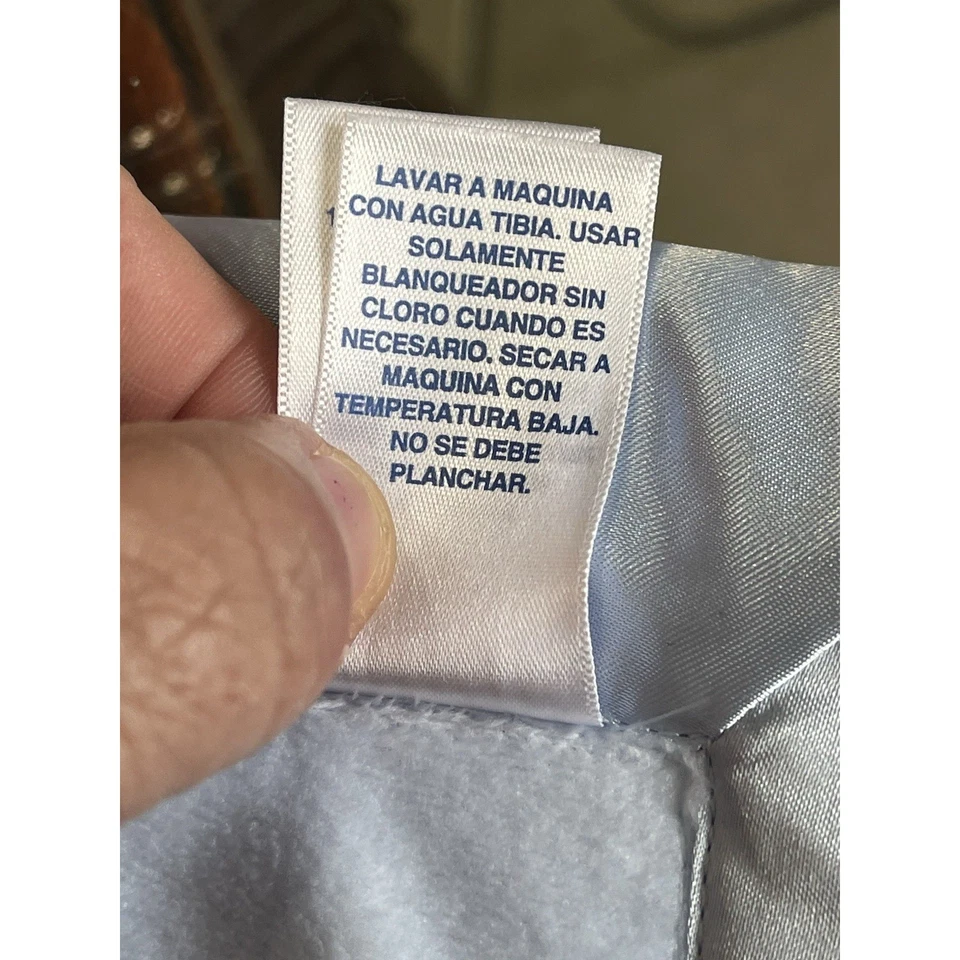 LAVAR A MAQUINA
CON AGUA TIBIA. USAR
SOLAMENTE
BLANQUEADOR SIN
CLORO CUANDO ES
NECESARIO. SECAR A
MAQUINA CON
TEMPERATURA BAJA.
NO SE DEBE
PLANCHAR.